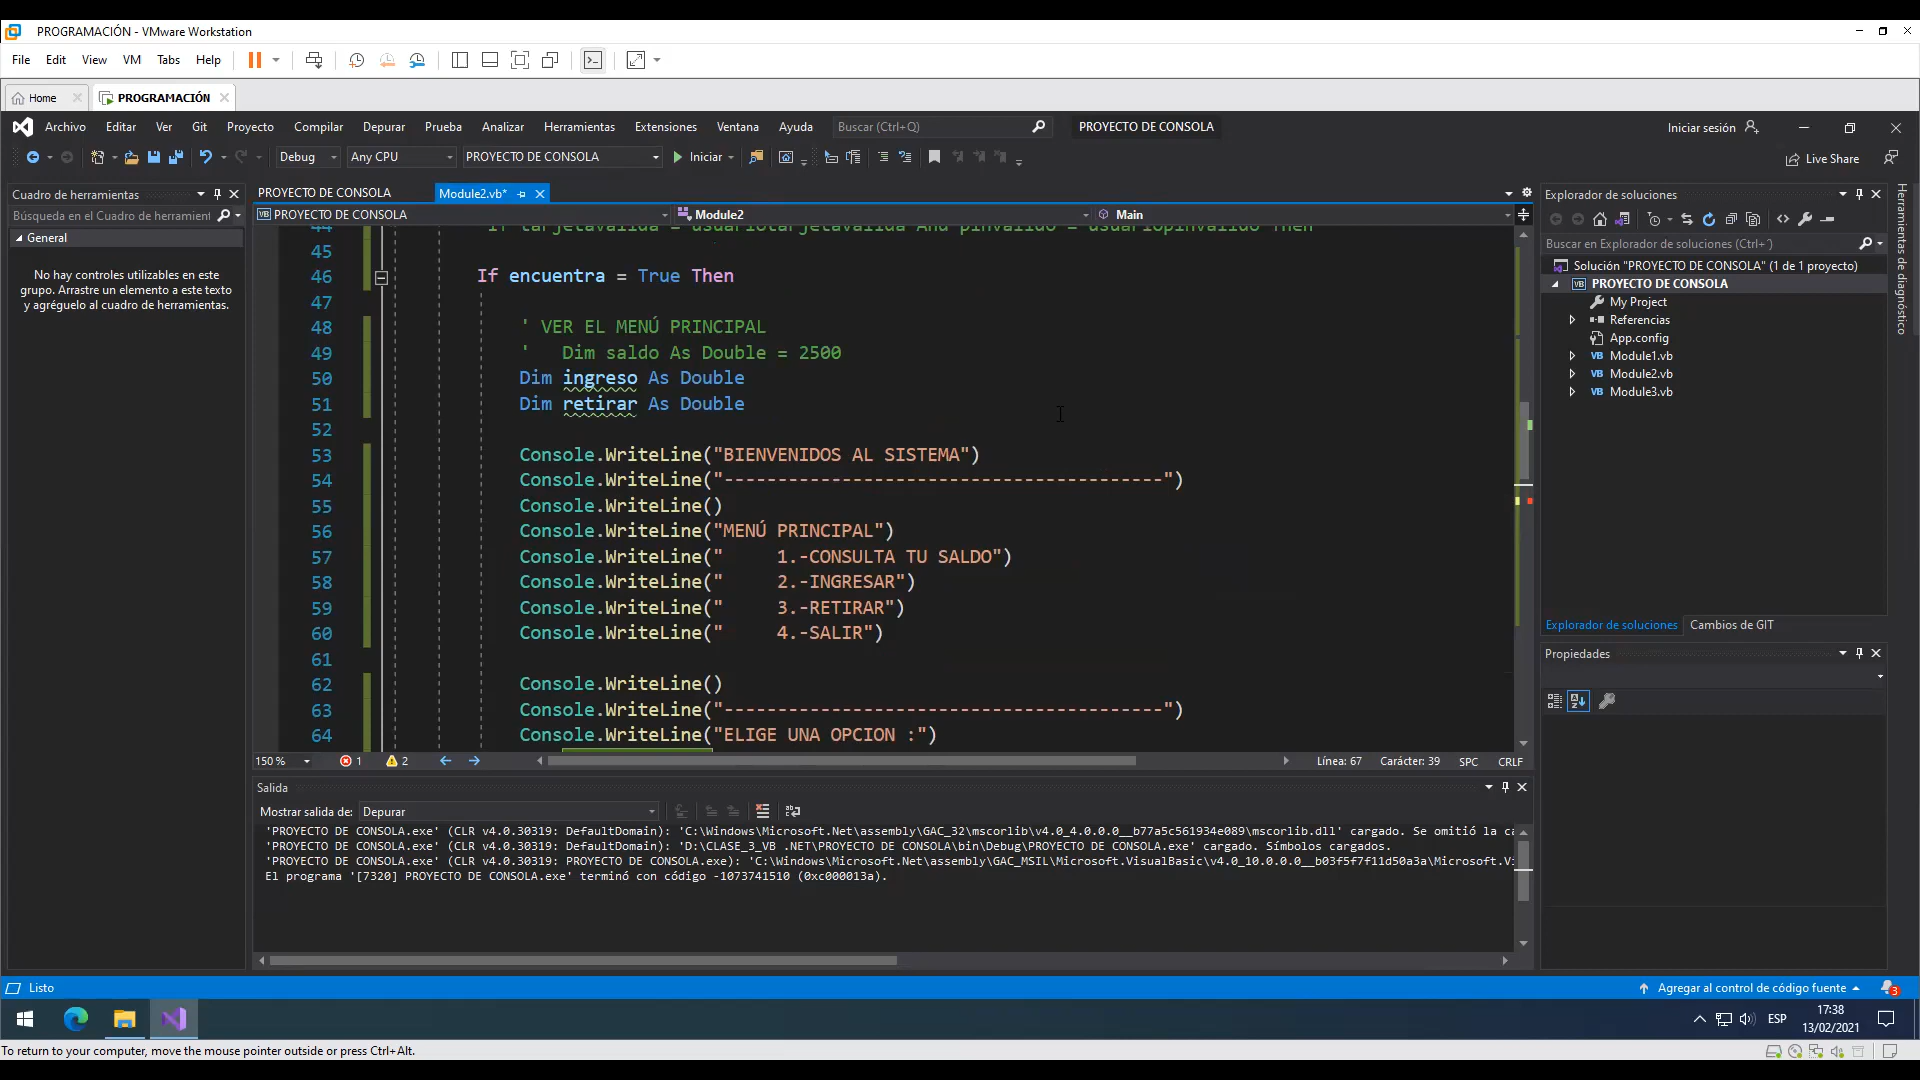 PROGRAMACIÓN - VMware Workstation
File Edit View VM Tabs Help
Home PROGRAMACIÓN
Archivo Editar Ver Git Proyecto Compilar Depurar Prueba Analizar Herramientas Extensiones Ventana Ayuda Buscar (Ctrl+Q) PROYECTO DE CONSOLA Iniciar sesión
Debug Any CPU PROYECTO DE CONSOLA Iniciar Live Share
Cuadro de herramientas
Búsqueda en el Cuadro de herramient
General
No hay controles utilizables en este
grupo. Arrastre un elemento a este texto
y agréguelo al cuadro de herramientas.
PROYECTO DE CONSOLA Module2.vb*
PROYECTO DE CONSOLA Module2 Main
44 If tarjetavalida = usuariotarjetavalida And pinvalido = usuariopinvalido Then
45
46 If encuentra = True Then
47
48 ' VER EL MENÚ PRINCIPAL
49 ' Dim saldo As Double = 2500
50 Dim ingreso As Double
51 Dim retirar As Double
52
53 Console.WriteLine("BIENVENIDOS AL SISTEMA")
54 Console.WriteLine("-----------------------------------------")
55 Console.WriteLine()
56 Console.WriteLine("MENÚ PRINCIPAL")
57 Console.WriteLine("     1.-CONSULTA TU SALDO")
58 Console.WriteLine("     2.-INGRESAR")
59 Console.WriteLine("     3.-RETIRAR")
60 Console.WriteLine("     4.-SALIR")
61
62 Console.WriteLine()
63 Console.WriteLine("-----------------------------------------")
64 Console.WriteLine("ELIGE UNA OPCION :")
150 % 1 2 Línea: 67 Carácter: 39 SPC CRLF
Salida
Mostrar salida de: Depurar
'PROYECTO DE CONSOLA.exe' (CLR v4.0.30319: DefaultDomain): 'C:\Windows\Microsoft.Net\assembly\GAC_32\mscorlib\v4.0_4.0.0.0__b77a5c561934e089\mscorlib.dll' cargado. Se omitió la ca
'PROYECTO DE CONSOLA.exe' (CLR v4.0.30319: DefaultDomain): 'D:\CLASE_3_VB .NET\PROYECTO DE CONSOLA\bin\Debug\PROYECTO DE CONSOLA.exe' cargado. Símbolos cargados.
'PROYECTO DE CONSOLA.exe' (CLR v4.0.30319: PROYECTO DE CONSOLA.exe): 'C:\Windows\Microsoft.Net\assembly\GAC_MSIL\Microsoft.VisualBasic\v4.0_10.0.0.0__b03f5f7f11d50a3a\Microsoft.Vi
El programa '[7320] PROYECTO DE CONSOLA.exe' terminó con código -1073741510 (0xc000013a).
Explorador de soluciones
Buscar en Explorador de soluciones (Ctrl+´)
Solución "PROYECTO DE CONSOLA" (1 de 1 proyecto)
PROYECTO DE CONSOLA
My Project
Referencias
App.config
Module1.vb
Module2.vb
Module3.vb
Explorador de soluciones Cambios de GIT
Propiedades
Herramientas de diagnóstico
Listo Agregar al control de código fuente 3
ESP
17:38
13/02/2021
To return to your computer, move the mouse pointer outside or press Ctrl+Alt.